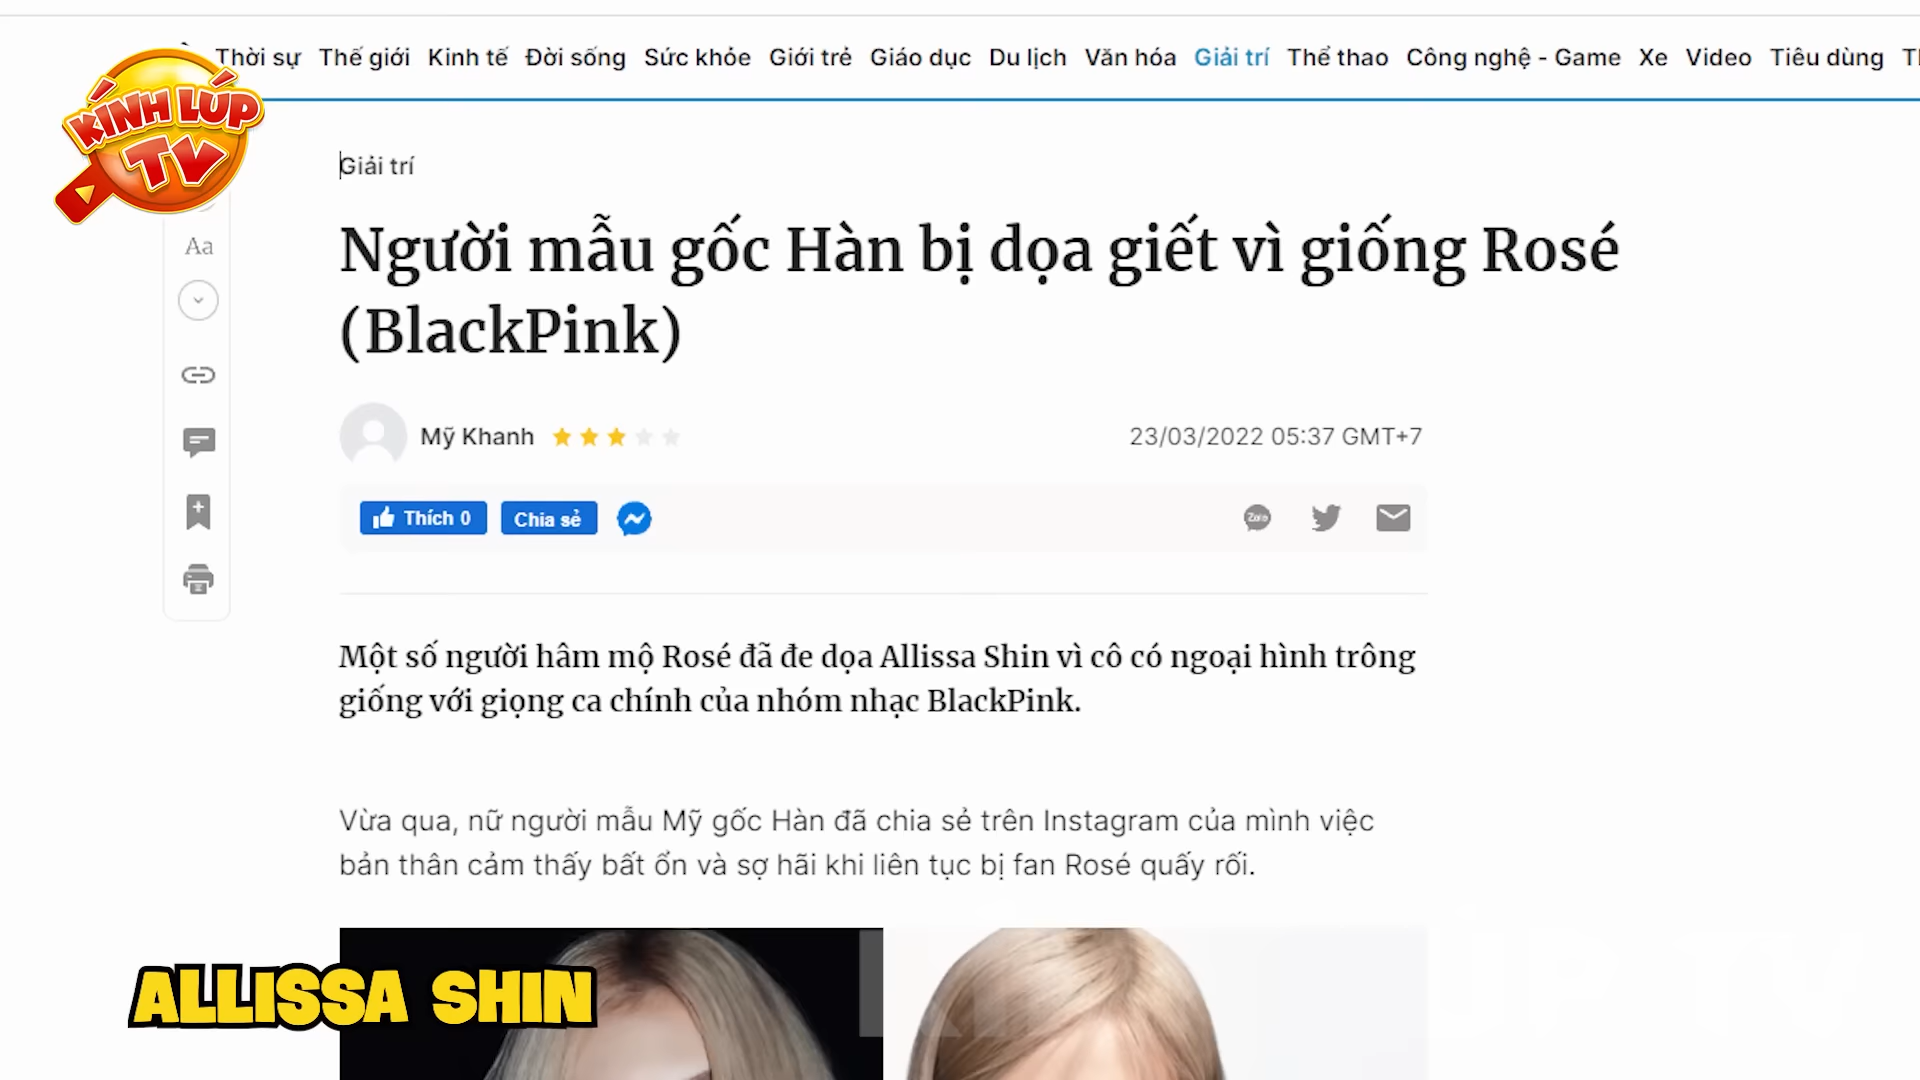 Thời sự Thế giới Kinh tế Đời sống Sức khỏe Giới trẻ Giáo dục Du lịch Văn hóa Giải trí Thể thao Công nghệ - Game Xe Video Tiêu dùng
KÍNH LÚP
TV
Giải trí
Aa
Người mẫu gốc Hàn bị dọa giết vì giống Rosé
(BlackPink)
Mỹ Khanh
23/03/2022 05:37 GMT+7
Thích 0
Chia sẻ
Zalo
Một số người hâm mộ Rosé đã đe dọa Allissa Shin vì cô có ngoại hình trông
giống với giọng ca chính của nhóm nhạc BlackPink.
Vừa qua, nữ người mẫu Mỹ gốc Hàn đã chia sẻ trên Instagram của mình việc
bản thân cảm thấy bất ổn và sợ hãi khi liên tục bị fan Rosé quấy rối.
ALLISSA SHIN